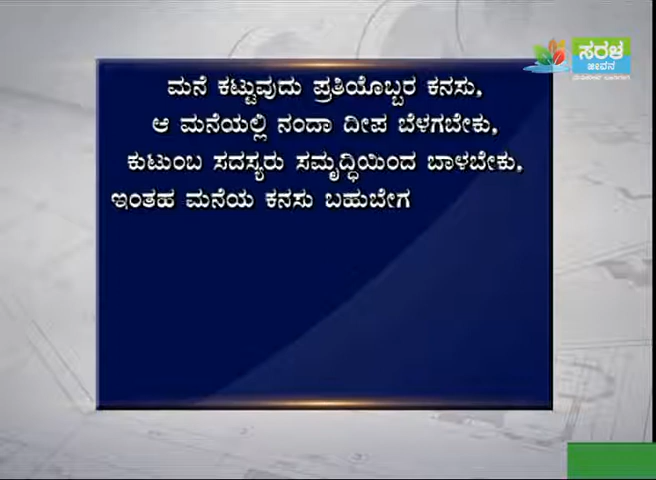 ಸರಳ
ಜೀವನ
ಮನೆ ಕಟ್ಟುವುದು ಪ್ರತಿಯೊಬ್ಬರ ಕನಸು,
ಆ ಮನೆಯಲ್ಲಿ ನಂದಾ ದೀಪ ಬೆಳಗಬೇಕು,
ಕುಟುಂಬ ಸದಸ್ಯರು ಸಮೃದ್ಧಿಯಿಂದ ಬಾಳಬೇಕು,
ಇಂತಹ ಮನೆಯ ಕನಸು ಬಹುಬೇಗ